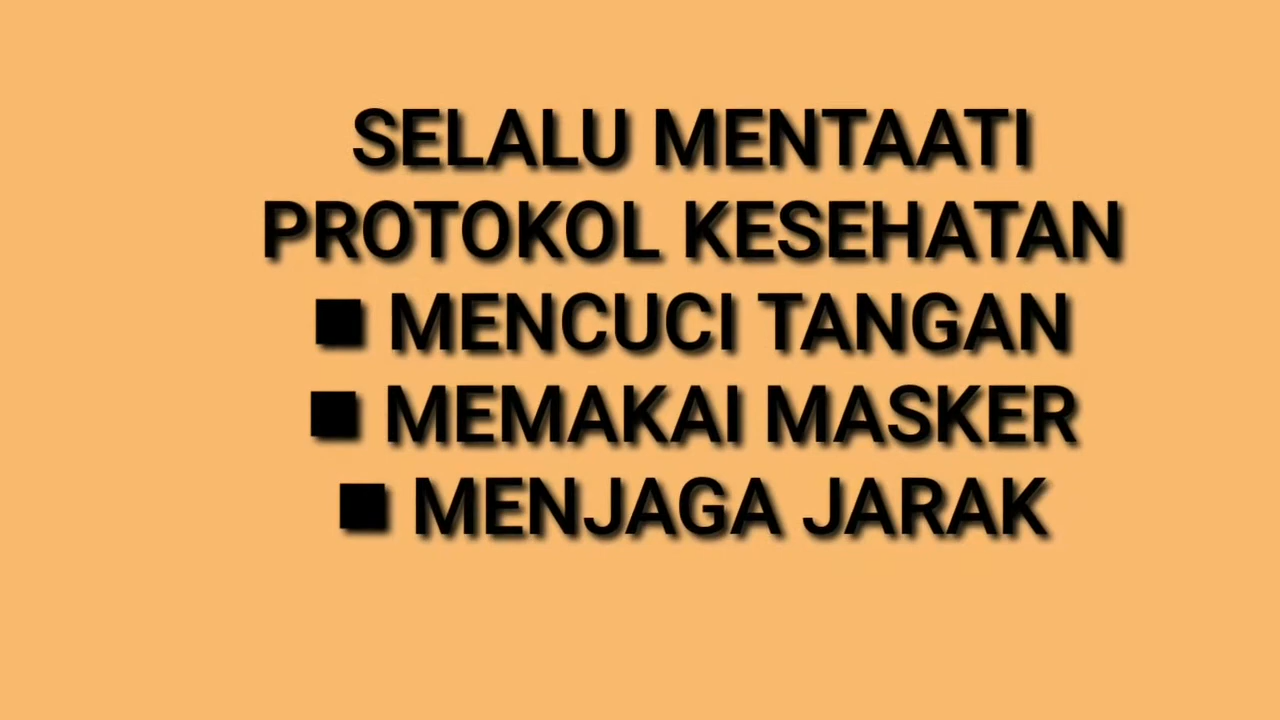 SELALU MENTAATI
PROTOKOL KESEHATAN
■ MENCUCI TANGAN
■ MEMAKAI MASKER
■ MENJAGA JARAK